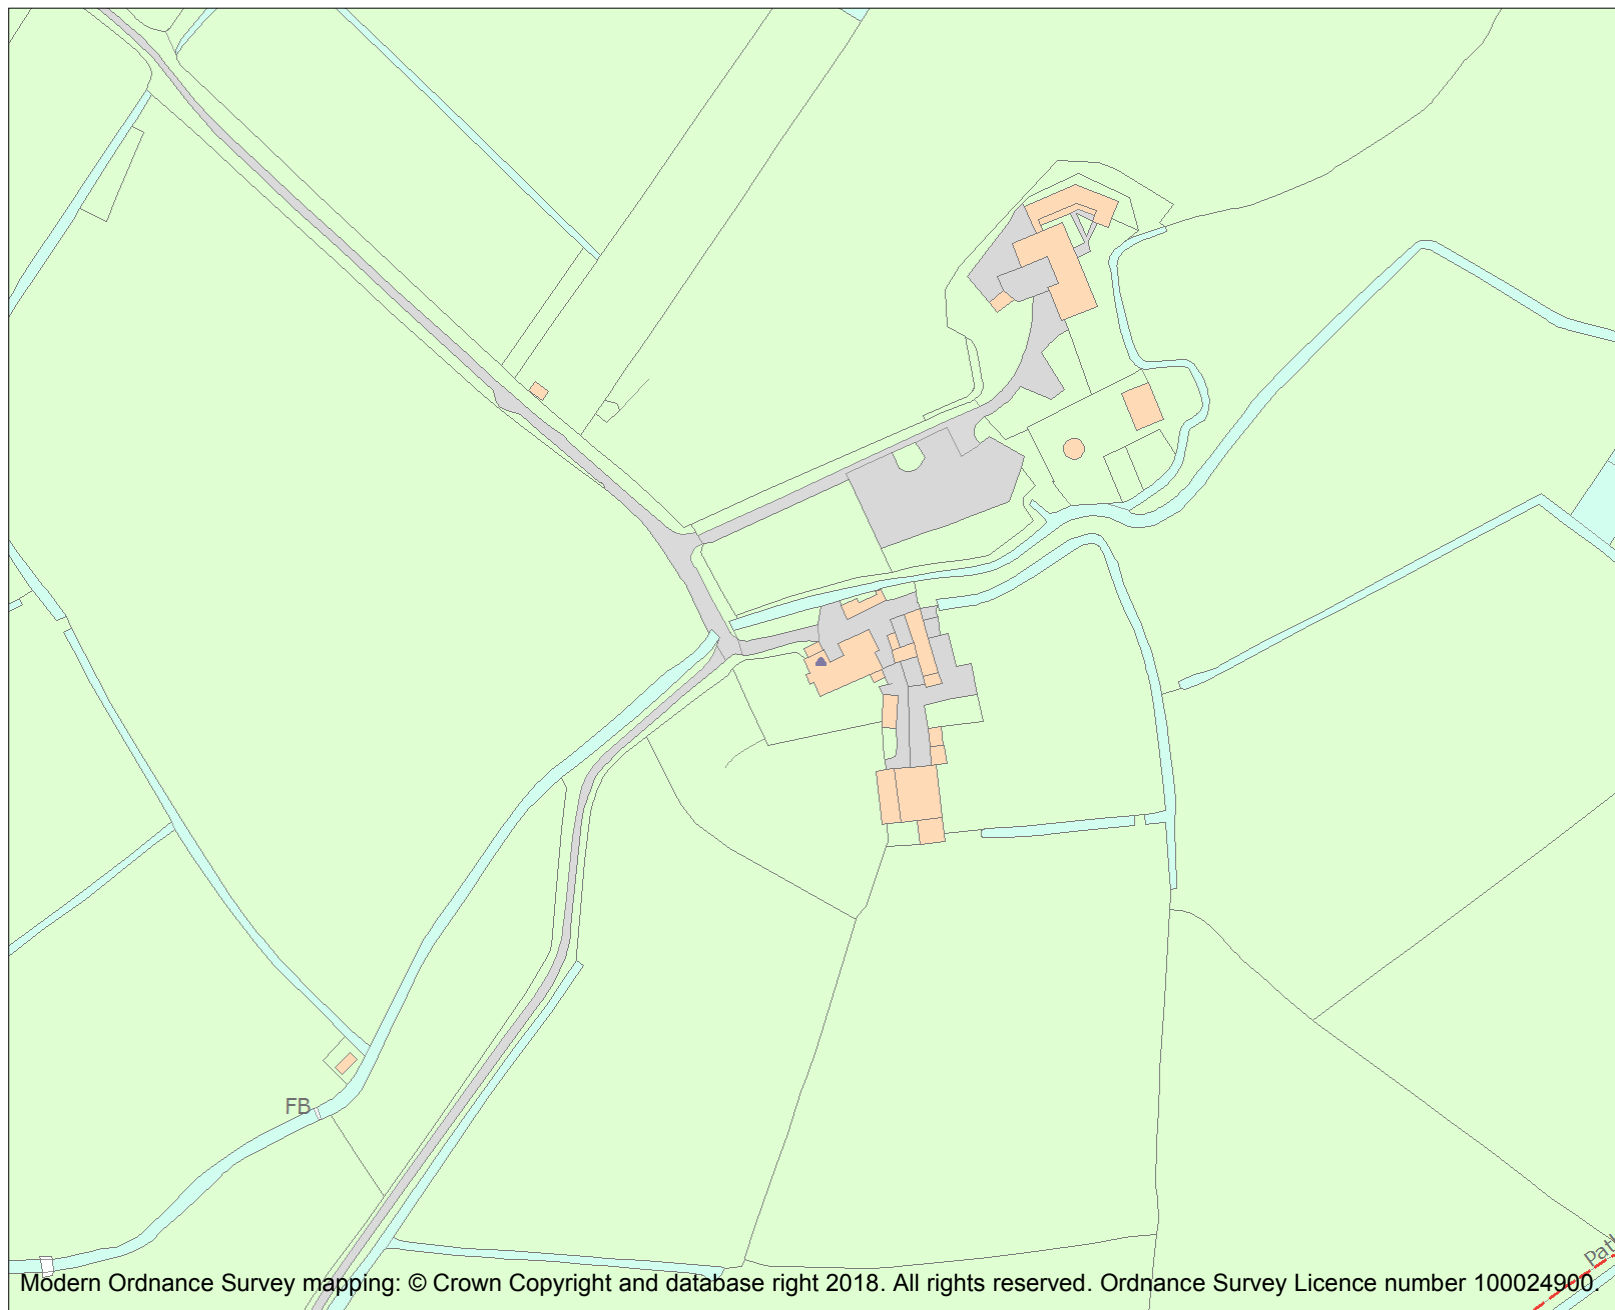 FB
Path
Modern Ordnance Survey mapping: © Crown Copyright and database right 2018. All rights reserved. Ordnance Survey Licence number 100024900.